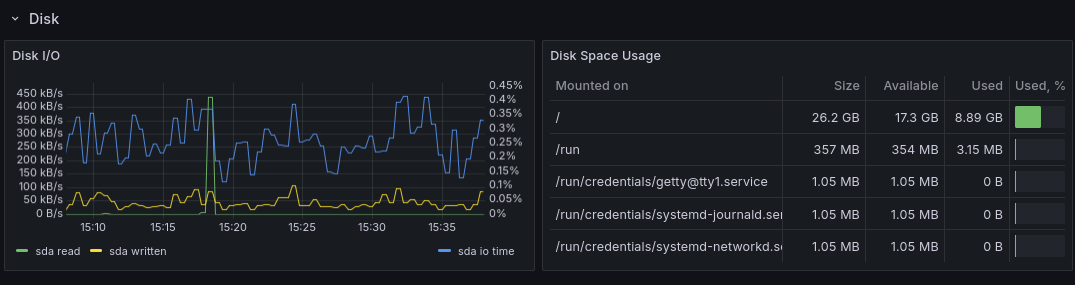 Disk
Disk I/O
450 kB/s
400 kB/s
350 kB/s
300 kB/s
250 kB/s
200 kB/s
150 kB/s
100 kB/s
50 kB/s
0 B/s
0.45%
0.4%
0.35%
0.3%
0.25%
0.2%
0.15%
0.1%
0.05%
0%
15:10 15:15 15:20 15:25 15:30 15:35
sda read sda written sda io time
Disk Space Usage
Mounted on Size Available Used Used, %
/ 26.2 GB 17.3 GB 8.89 GB
/run 357 MB 354 MB 3.15 MB
/run/credentials/getty@tty1.service 1.05 MB 1.05 MB 0 B
/run/credentials/systemd-journald.ser 1.05 MB 1.05 MB 0 B
/run/credentials/systemd-networkd.se 1.05 MB 1.05 MB 0 B